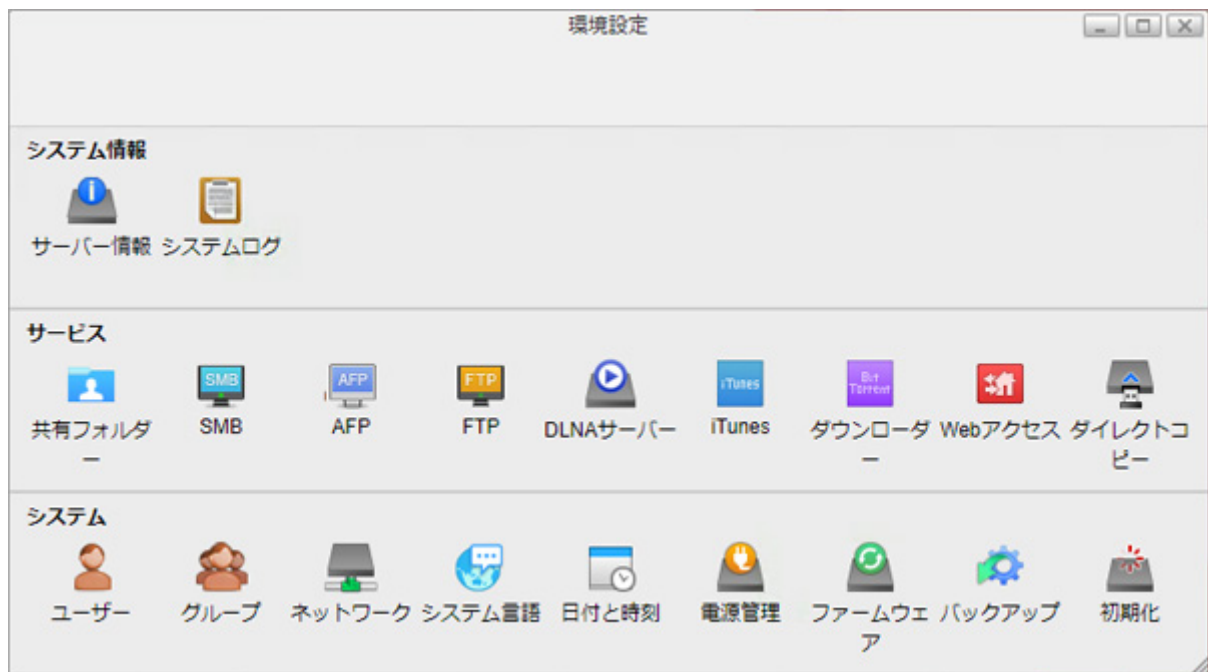 環境設定
システム情報
サーバー情報 システムログ
サービス
SMB AFP FTP iTunes Bit Torrent
共有フォルダー SMB AFP FTP DLNAサーバー iTunes ダウンローダー Webアクセス ダイレクトコピー
システム
ユーザー グループ ネットワーク システム言語 日付と時刻 電源管理 ファームウェア バックアップ 初期化